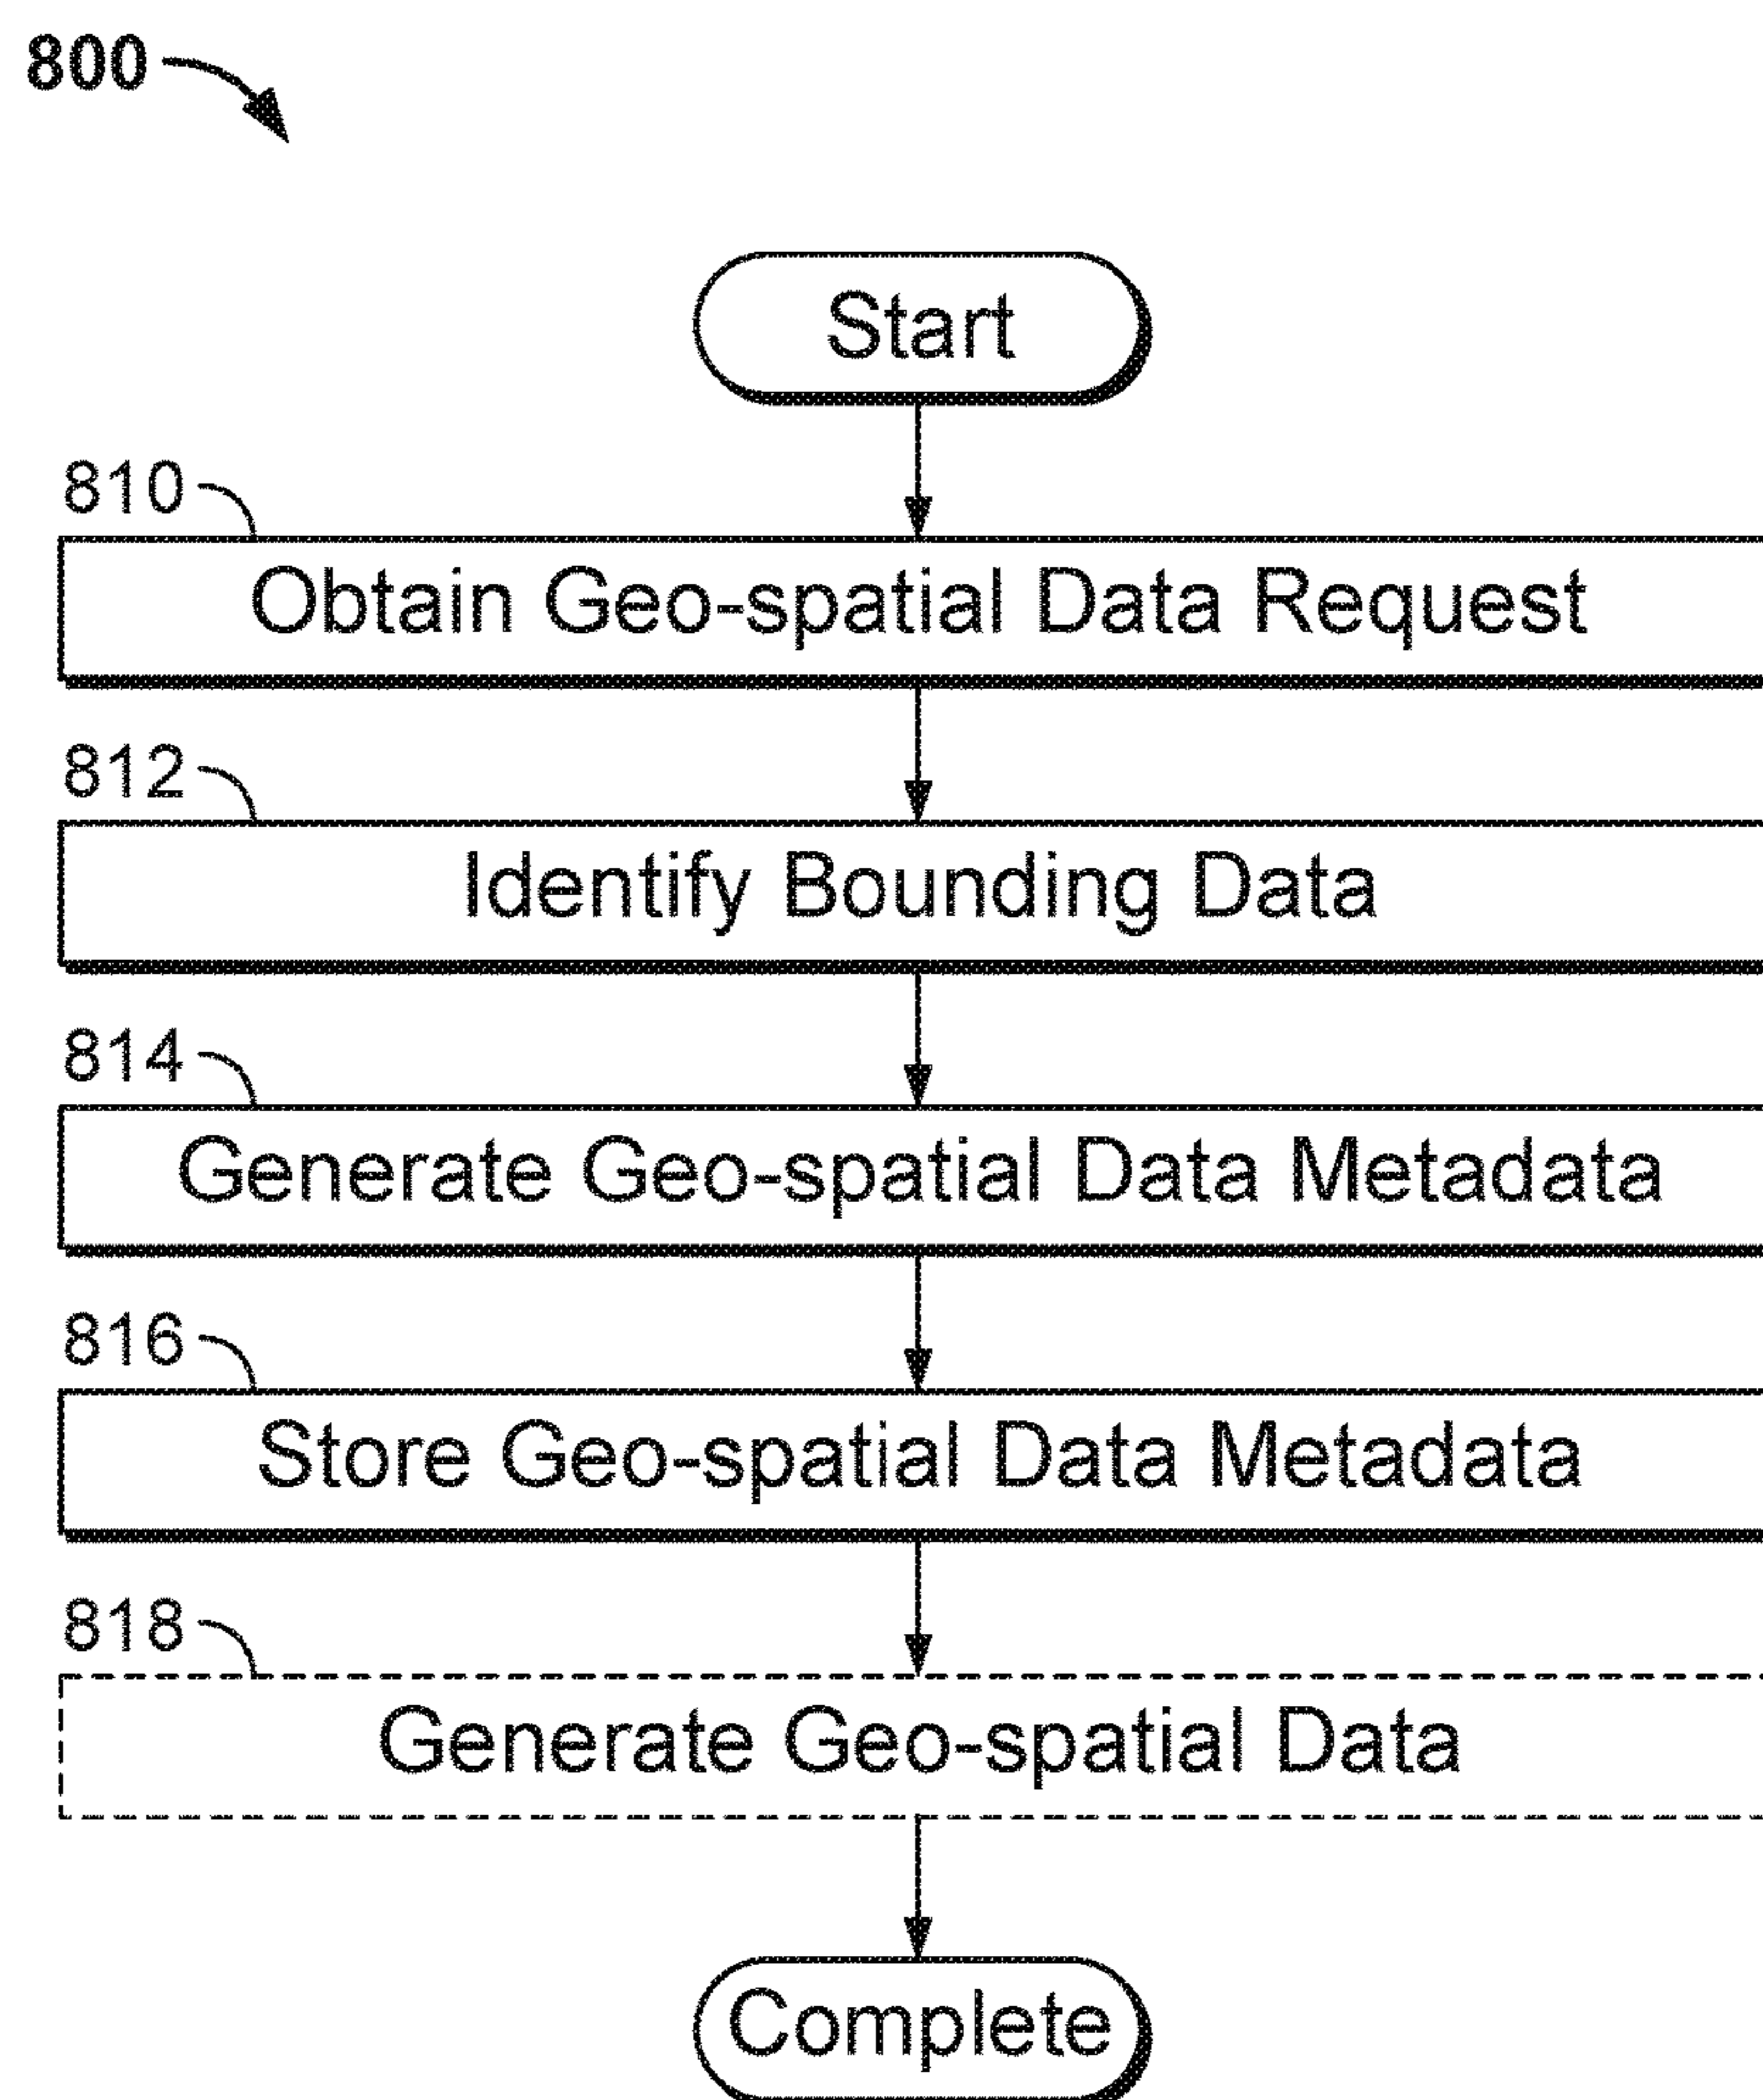 800
Start
810
Obtain Geo-spatial Data Request
812
Identify Bounding Data
814
Generate Geo-spatial Data Metadata
816
Store Geo-spatial Data Metadata
818
Generate Geo-spatial Data
Complete